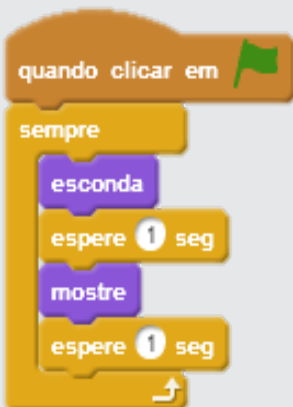 quando clicar em
sempre
esconda
espere 1 seg
mostre
espere 1 seg